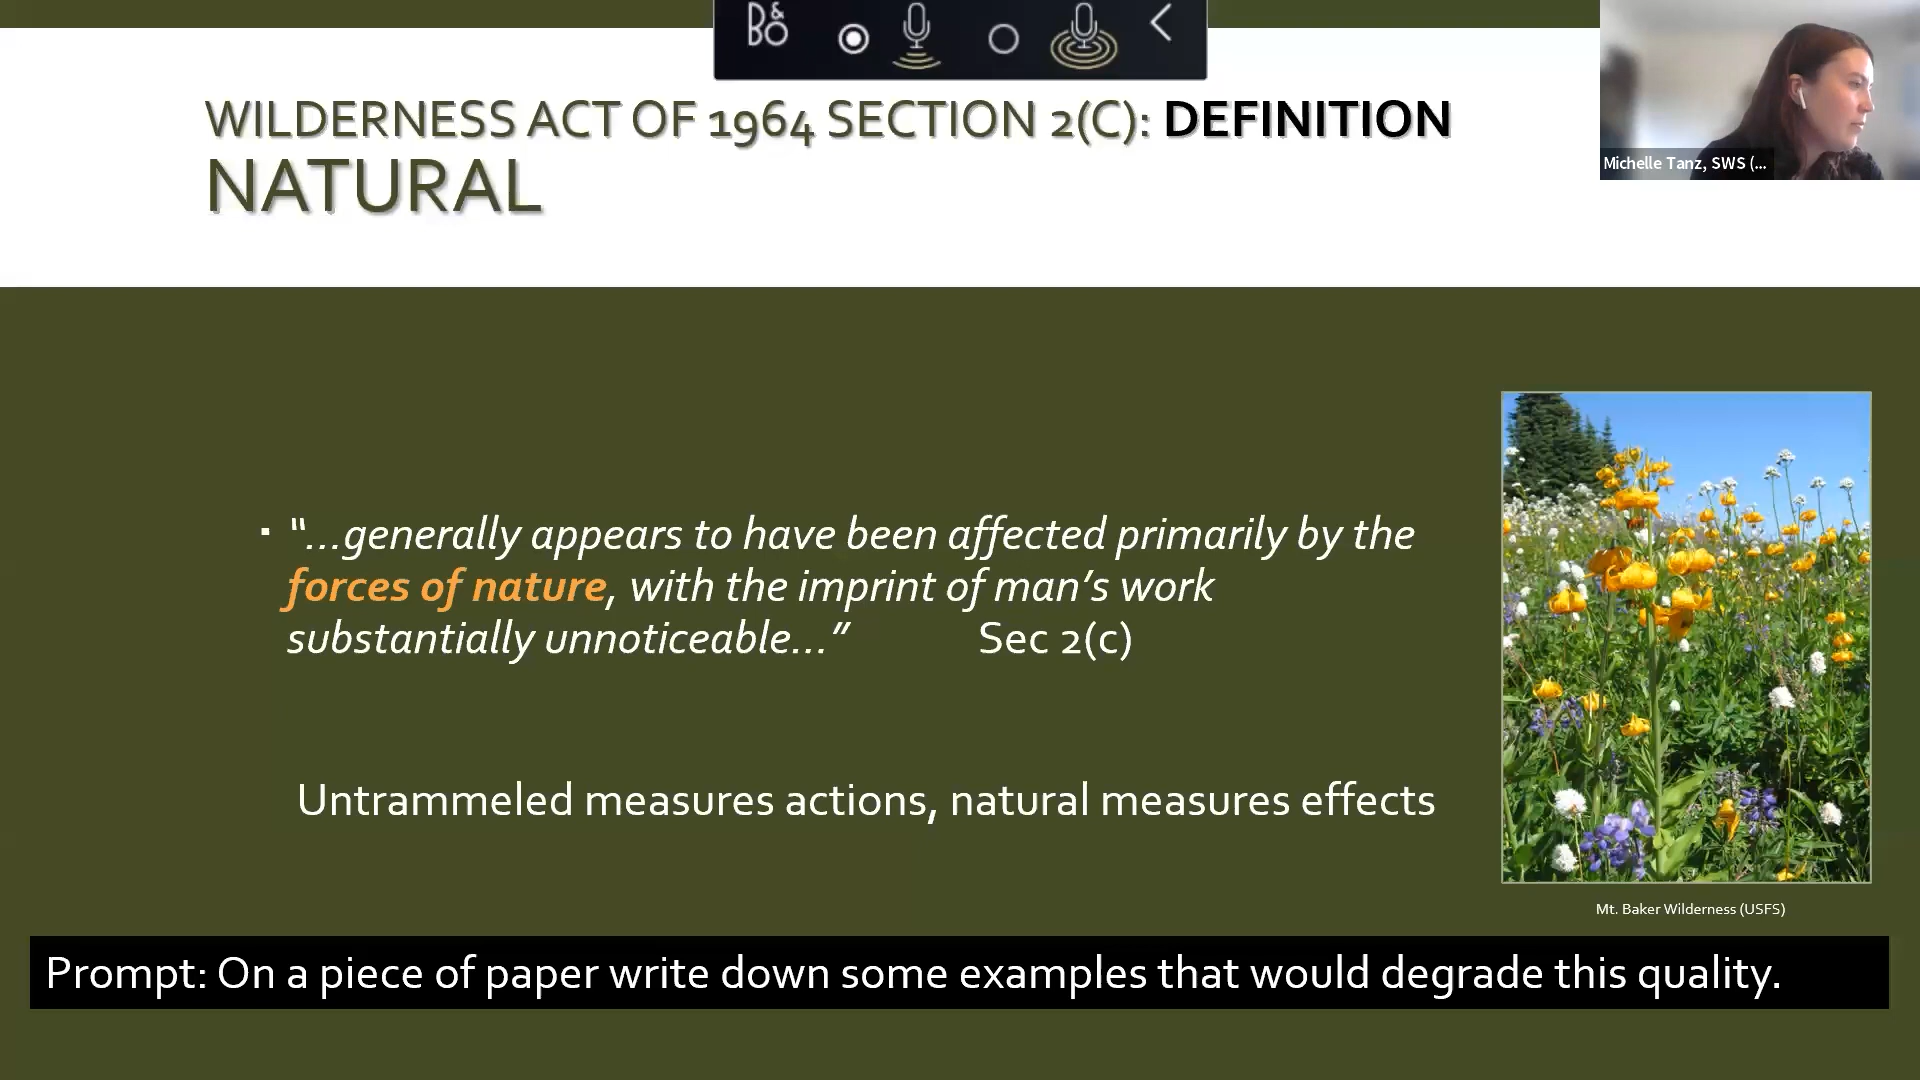 B&O
WILDERNESS ACT OF 1964 SECTION 2(C): DEFINITION
NATURAL
Michelle Tanz, SWS (...
▪ “...generally appears to have been affected primarily by the
forces of nature, with the imprint of man’s work
substantially unnoticeable...” Sec 2(c)
Untrammeled measures actions, natural measures effects
Mt. Baker Wilderness (USFS)
Prompt: On a piece of paper write down some examples that would degrade this quality.